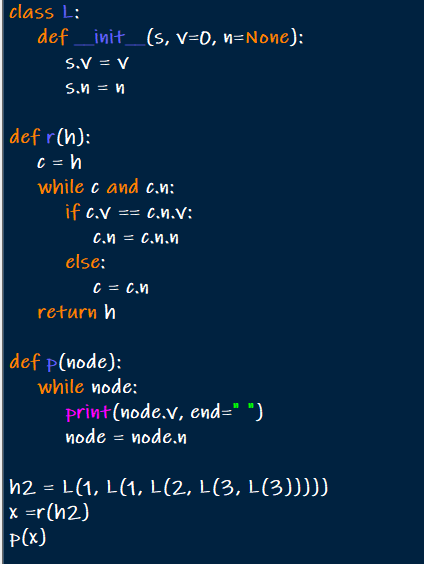 class L:
    def __init__(s, v=0, n=None):
        s.v = v
        s.n = n

def r(h):
    c = h
    while c and c.n:
        if c.v == c.n.v:
            c.n = c.n.n
        else:
            c = c.n
    return h

def p(node):
    while node:
        print(node.v, end=" ")
        node = node.n

h2 = L(1, L(1, L(2, L(3, L(3)))))
x =r(h2)
p(x)